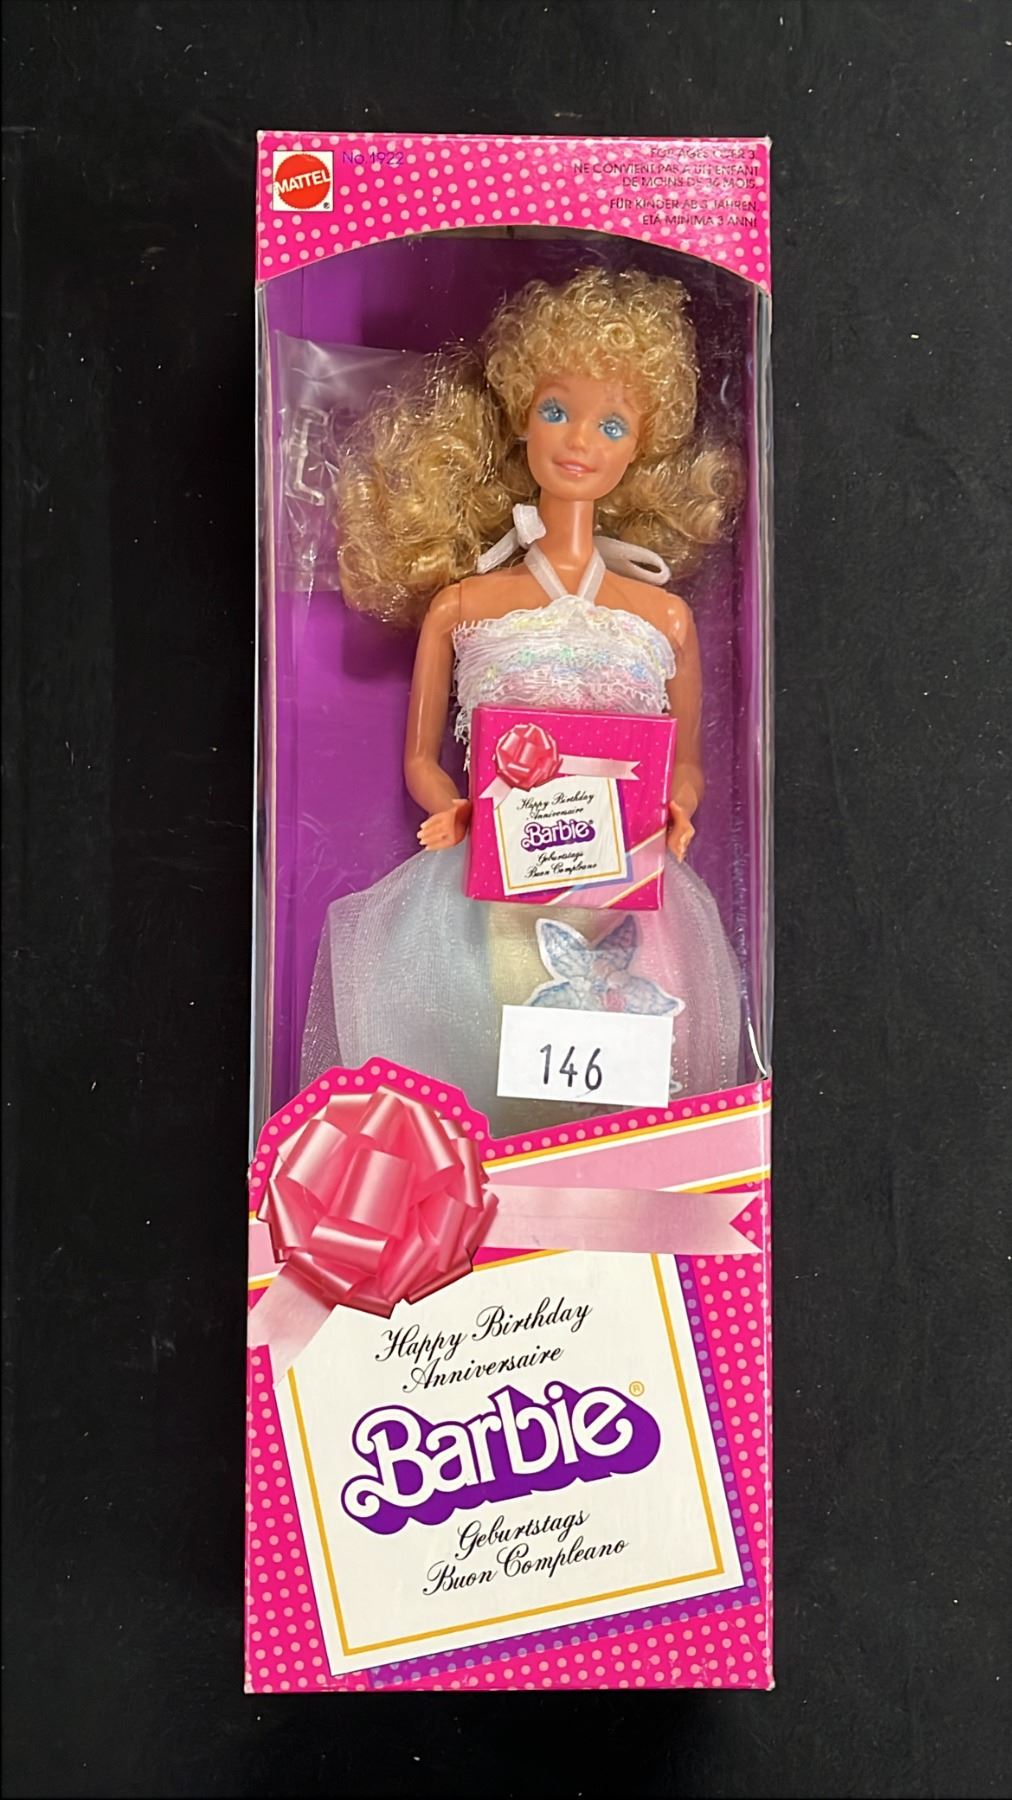 MATTEL
®
No. 1922
FOR AGES OVER 3
NE CONVIENT PAS A UN ENFANT
DE MOINS DE 36 MOIS
FÜR KINDER AB 3 JAHREN
ETÀ MINIMA 3 ANNI
Happy Birthday
Anniversaire
Barbie®
Geburtstags
Buon Compleano
146
Happy Birthday
Anniversaire
Barbie®
Geburtstags
Buon Compleano